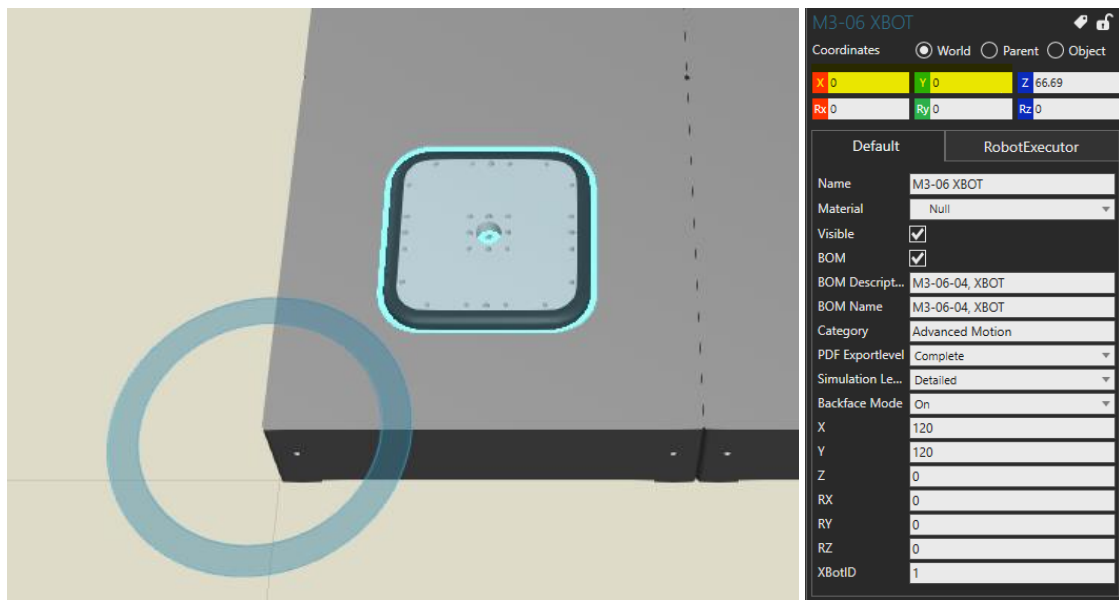 M3-06 XBOT
Coordinates World Parent Object
X 0 Y 0 Z 66.69
Rx 0 Ry 0 Rz 0
Default RobotExecutor
Name M3-06 XBOT
Material Null
Visible
BOM
BOM Descript... M3-06-04, XBOT
BOM Name M3-06-04, XBOT
Category Advanced Motion
PDF Exportlevel Complete
Simulation Le... Detailed
Backface Mode On
X 120
Y 120
Z 0
RX 0
RY 0
RZ 0
XBotID 1